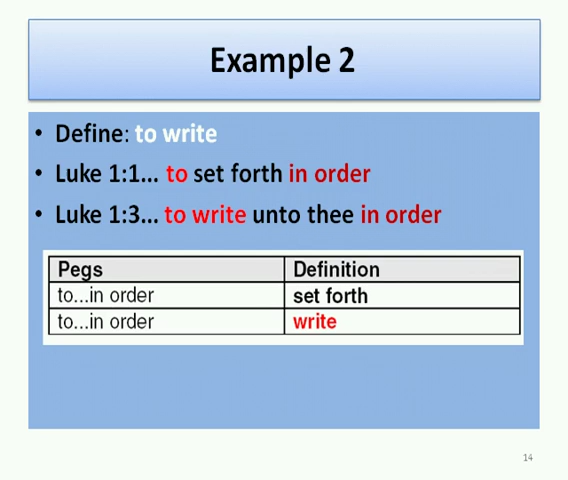 Example 2
• Define: to write
• Luke 1:1... to set forth in order
• Luke 1:3... to write unto thee in order
Pegs Definition
to...in order set forth
to...in order write
14